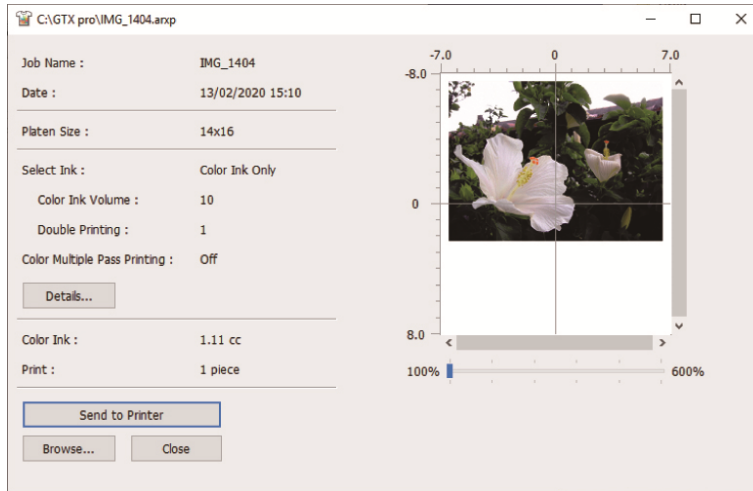 C:\GTX pro\IMG_1404.arxp
Job Name : IMG_1404
Date : 13/02/2020 15:10
Platen Size : 14x16
Select Ink : Color Ink Only
Color Ink Volume : 10
Double Printing : 1
Color Multiple Pass Printing : Off
Details...
Color Ink : 1.11 cc
Print : 1 piece
Send to Printer
Browse... Close
-7.0 0 7.0
-8.0
0
8.0
100% 600%